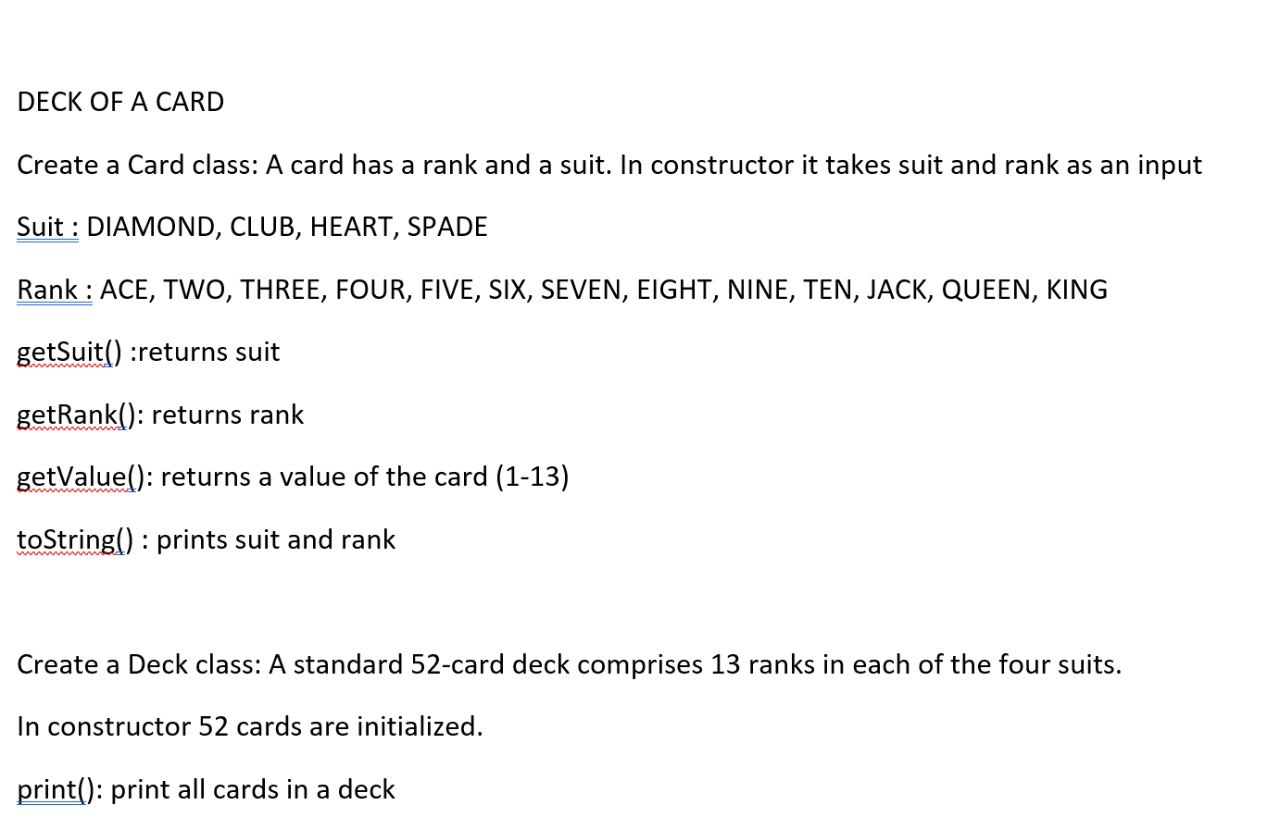 DECK OF A CARD
Create a Card class: A card has a rank and a suit. In constructor it takes suit and rank as an input
Suit : DIAMOND, CLUB, HEART, SPADE
Rank : ACE, TWO, THREE, FOUR, FIVE, SIX, SEVEN, EIGHT, NINE, TEN, JACK, QUEEN, KING
getSuit() :returns suit
getRank(): returns rank
getValue(): returns a value of the card (1-13)
toString() : prints suit and rank
Create a Deck class: A standard 52-card deck comprises 13 ranks in each of the four suits.
In constructor 52 cards are initialized.
print(): print all cards in a deck